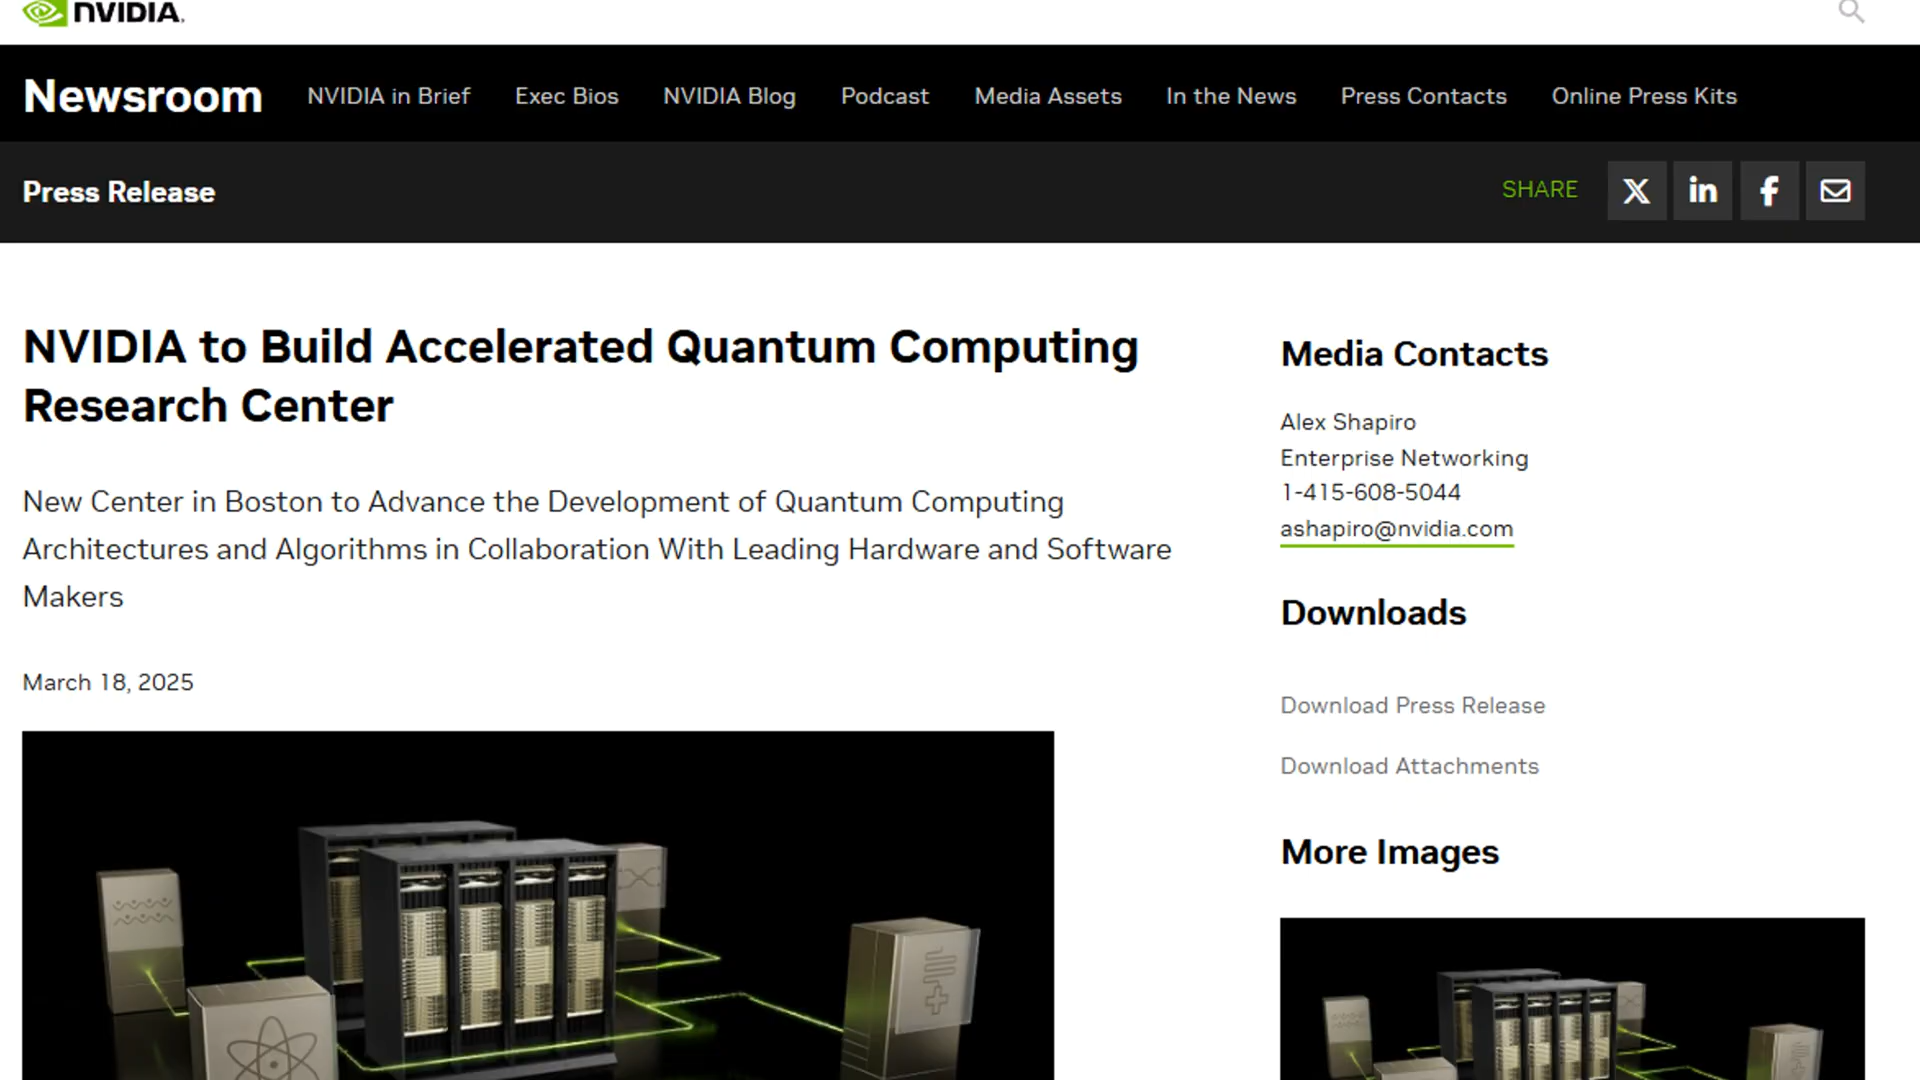 NVIDIA.
Newsroom
NVIDIA in Brief
Exec Bios
NVIDIA Blog
Podcast
Media Assets
In the News
Press Contacts
Online Press Kits
Press Release
SHARE
NVIDIA to Build Accelerated Quantum Computing
Research Center
New Center in Boston to Advance the Development of Quantum Computing
Architectures and Algorithms in Collaboration With Leading Hardware and Software
Makers
March 18, 2025
Media Contacts
Alex Shapiro
Enterprise Networking
1-415-608-5044
ashapiro@nvidia.com
Downloads
Download Press Release
Download Attachments
More Images